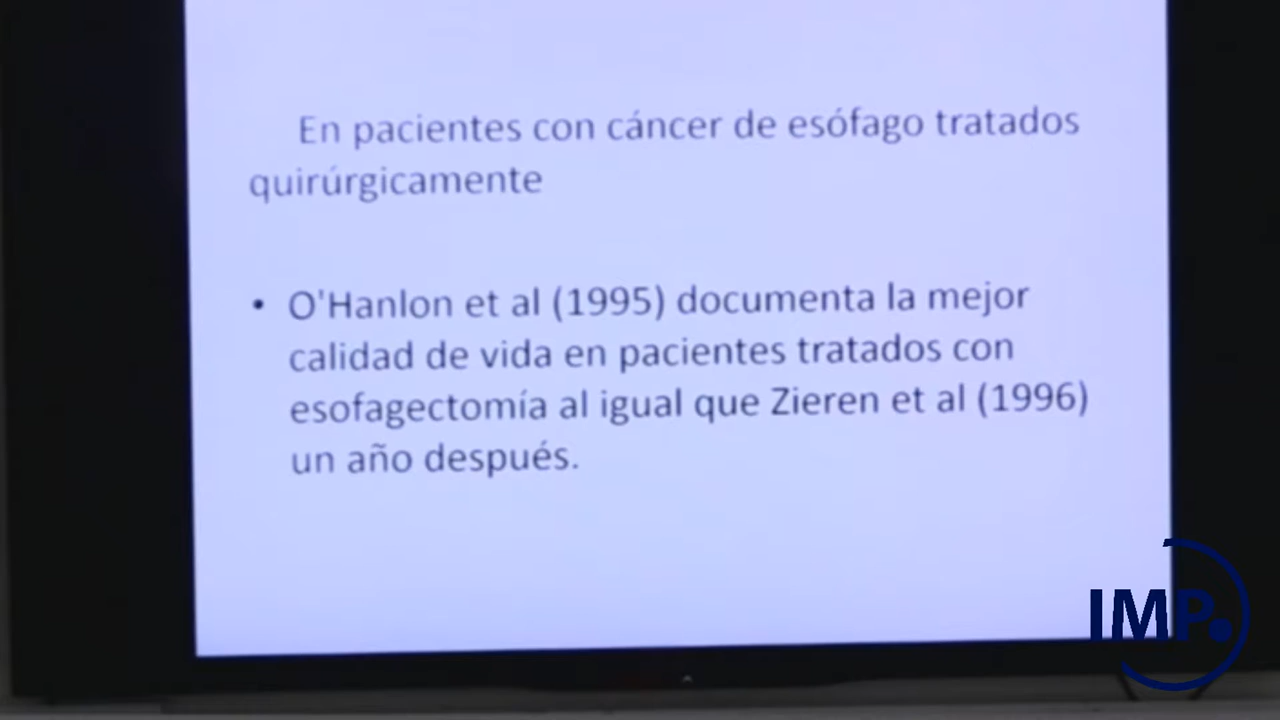 En pacientes con cáncer de esófago tratados
quirúrgicamente
• O'Hanlon et al (1995) documenta la mejor
calidad de vida en pacientes tratados con
esofagectomía al igual que Zieren et al (1996)
un año después.
IMP.